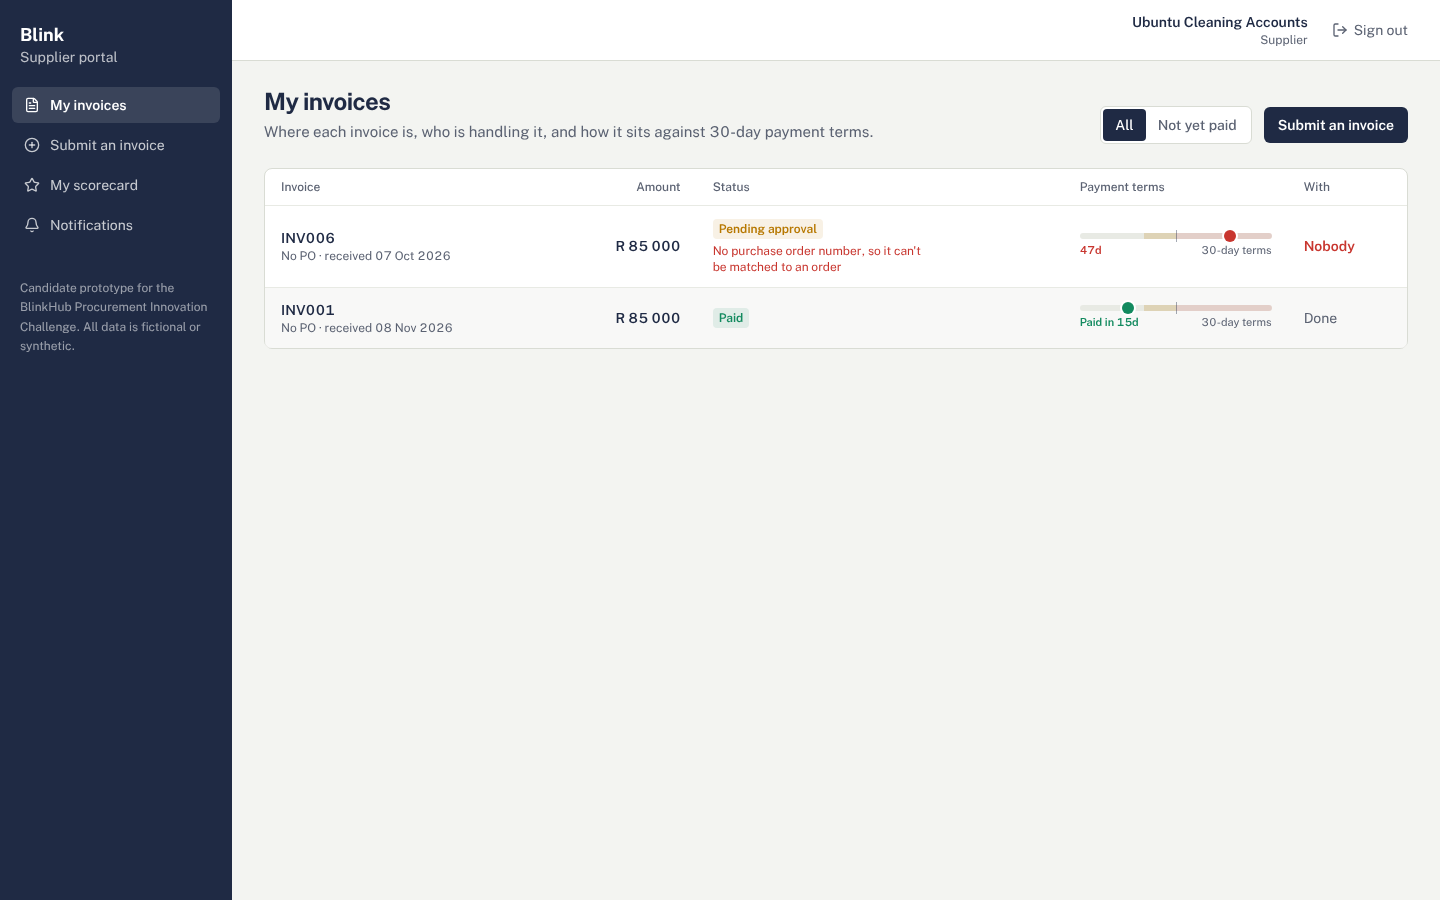 Blink
Supplier portal
My invoices
Submit an invoice
My scorecard
Notifications
Candidate prototype for the
BlinkHub Procurement Innovation
Challenge. All data is fictional or
synthetic.
Ubuntu Cleaning Accounts
Supplier
Sign out
My invoices
Where each invoice is, who is handling it, and how it sits against 30-day payment terms.
All
Not yet paid
Submit an invoice
Invoice
Amount
Status
Payment terms
With
INV006
No PO · received 07 Oct 2026
R 85 000
Pending approval
No purchase order number, so it can't
be matched to an order
47d
30-day terms
Nobody
INV001
No PO · received 08 Nov 2026
R 85 000
Paid
Paid in 15d
30-day terms
Done